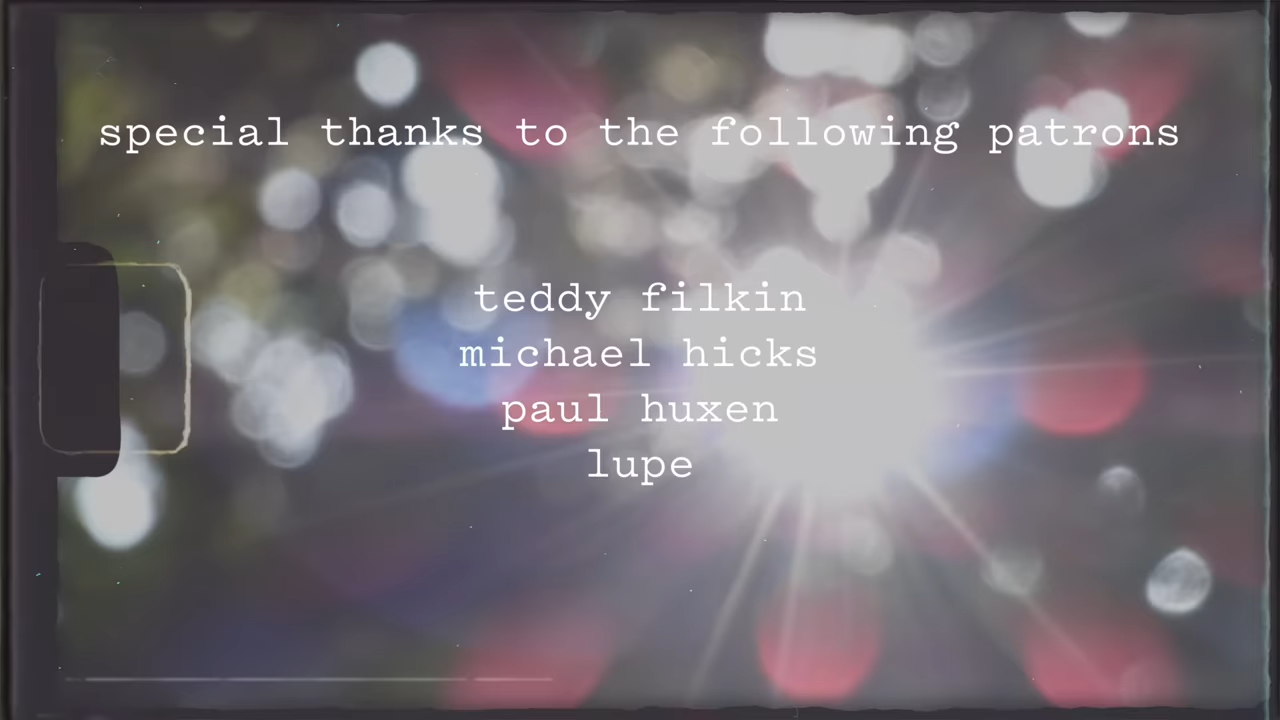 special thanks to the following patrons
teddy filkin
michael hicks
paul huxen
lupe